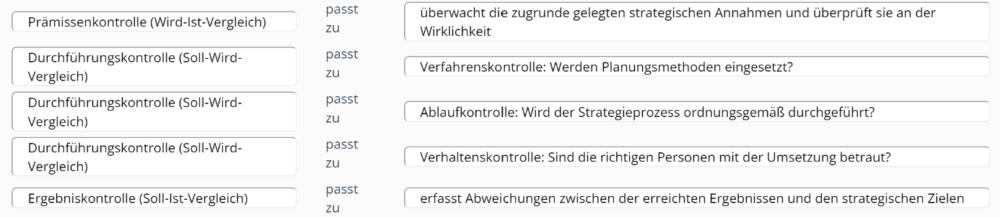 Prämissenkontrolle (Wird-Ist-Vergleich)
passt
zu
überwacht die zugrunde gelegten strategischen Annahmen und überprüft sie an der
Wirklichkeit
Durchführungskontrolle (Soll-Wird-
Vergleich)
passt
zu
Verfahrenskontrolle: Werden Planungsmethoden eingesetzt?
Durchführungskontrolle (Soll-Wird-
Vergleich)
passt
zu
Ablaufkontrolle: Wird der Strategieprozess ordnungsgemäß durchgeführt?
Durchführungskontrolle (Soll-Wird-
Vergleich)
passt
zu
Verhaltenskontrolle: Sind die richtigen Personen mit der Umsetzung betraut?
Ergebniskontrolle (Soll-Ist-Vergleich)
passt
zu
erfasst Abweichungen zwischen der erreichten Ergebnissen und den strategischen Zielen